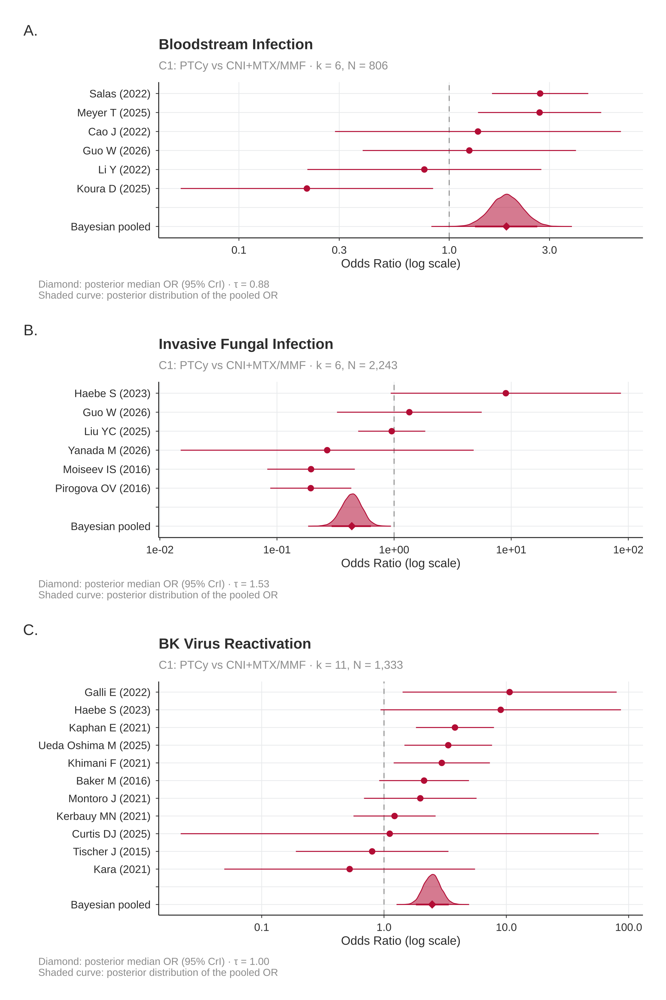 A.
Bloodstream Infection
C1: PTCy vs CNI+MTX/MMF · k = 6, N = 806
Salas (2022)
Meyer T (2025)
Cao J (2022)
Guo W (2026)
Li Y (2022)
Koura D (2025)
Bayesian pooled
0.1 0.3 1.0 3.0
Odds Ratio (log scale)
Diamond: posterior median OR (95% CrI) · τ = 0.88
Shaded curve: posterior distribution of the pooled OR
B.
Invasive Fungal Infection
C1: PTCy vs CNI+MTX/MMF · k = 6, N = 2,243
Haebe S (2023)
Guo W (2026)
Liu YC (2025)
Yanada M (2026)
Moiseev IS (2016)
Pirogova OV (2016)
Bayesian pooled
1e-02 1e-01 1e+00 1e+01 1e+02
Odds Ratio (log scale)
Diamond: posterior median OR (95% CrI) · τ = 1.53
Shaded curve: posterior distribution of the pooled OR
C.
BK Virus Reactivation
C1: PTCy vs CNI+MTX/MMF · k = 11, N = 1,333
Galli E (2022)
Haebe S (2023)
Kaphan E (2021)
Ueda Oshima M (2025)
Khimani F (2021)
Baker M (2016)
Montoro J (2021)
Kerbauy MN (2021)
Curtis DJ (2025)
Tischer J (2015)
Kara (2021)
Bayesian pooled
0.1 1.0 10.0 100.0
Odds Ratio (log scale)
Diamond: posterior median OR (95% CrI) · τ = 1.00
Shaded curve: posterior distribution of the pooled OR